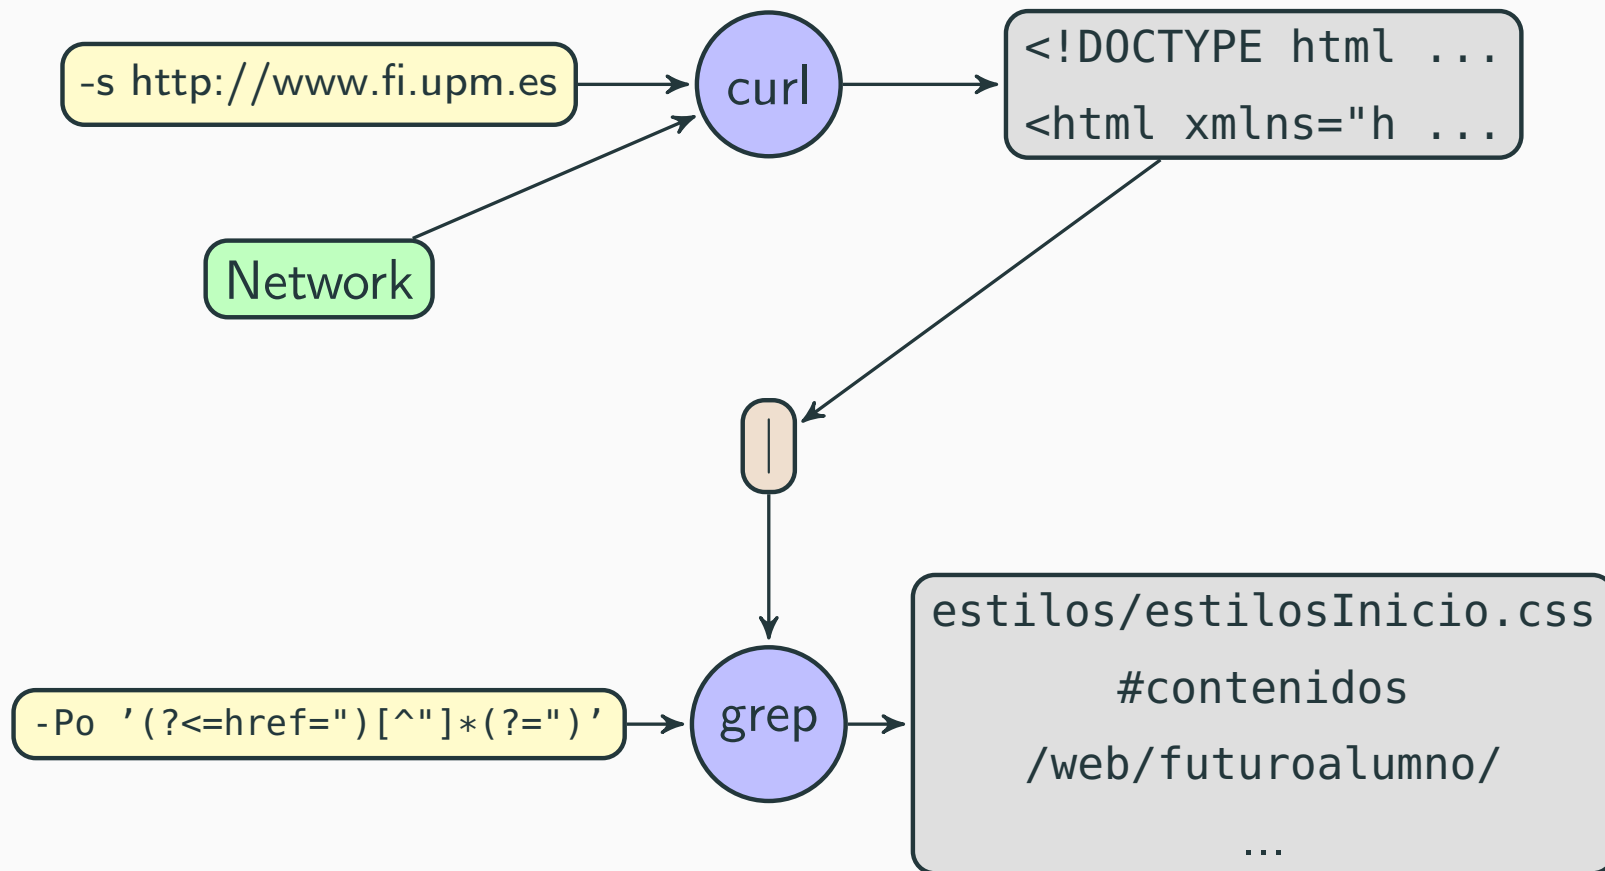 -s http://www.fi.upm.es
curl
<!DOCTYPE html ...
<html xmlns="h ...
Network
|
-Po ’(?<=href=")[^"]*(?=")’
grep
estilos/estilosInicio.css
#contenidos
/web/futuroalumno/
...